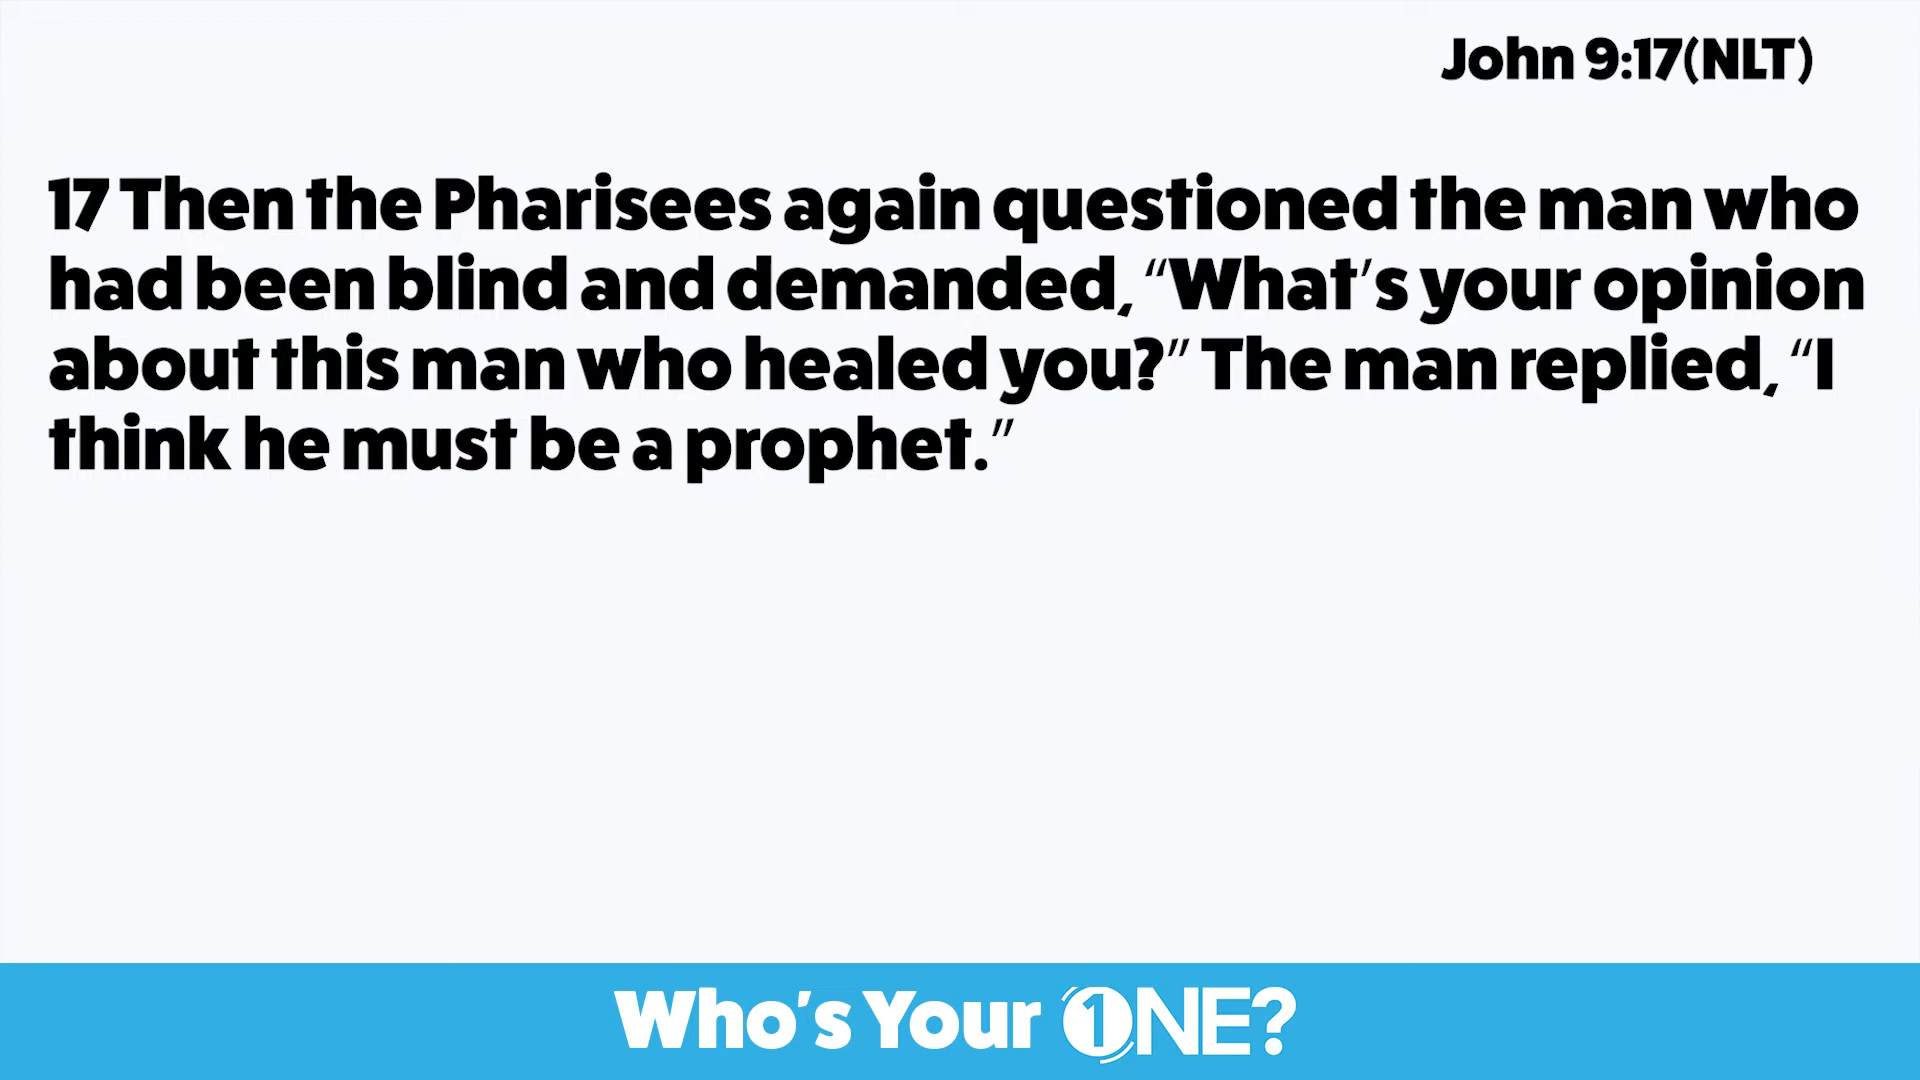 John 9:17(NLT)
17 Then the Pharisees again questioned the man who
had been blind and demanded, “What’s your opinion
about this man who healed you?” The man replied, “I
think he must be a prophet.”
Who’s Your ONE?